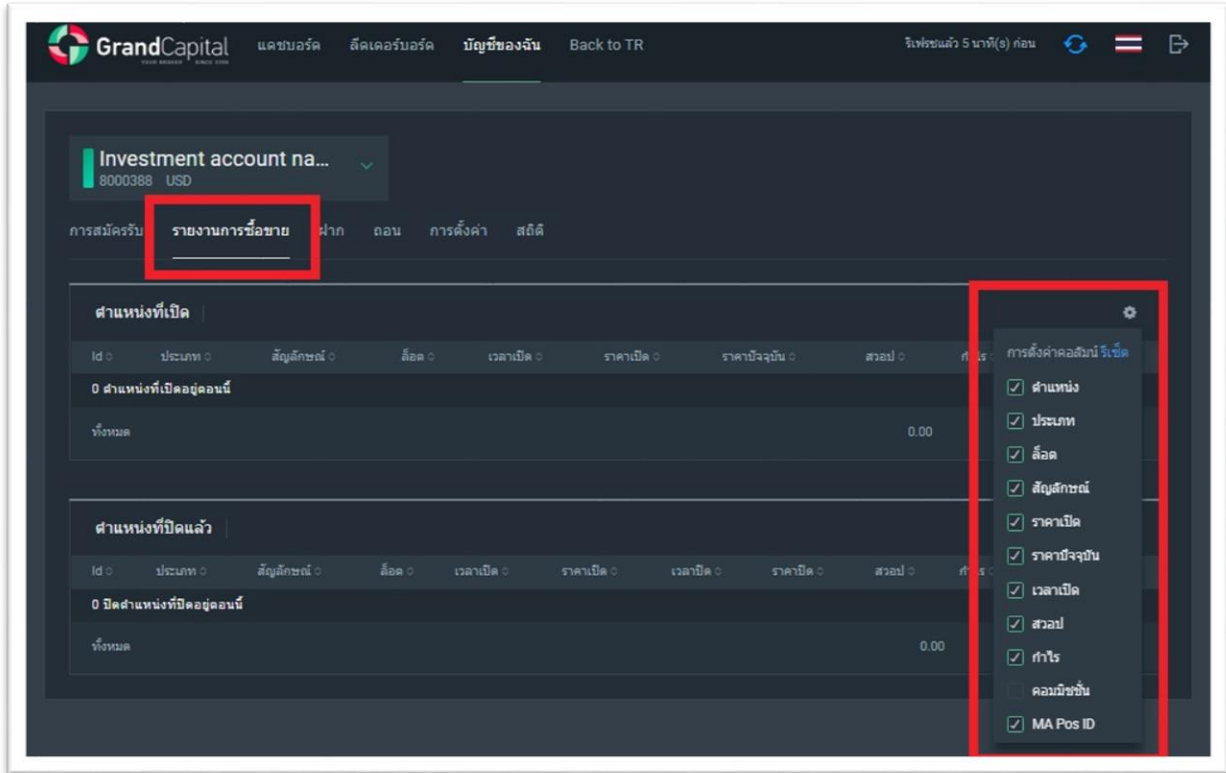 GrandCapital แดชบอร์ด ลีดเดอร์บอร์ด บัญชีของฉัน Back to TR รีเฟรชแล้ว 5 นาที(s) ก่อน
Investment account na...
8000388 USD
การสมัครรับ รายงานการซื้อขาย ฝาก ถอน การตั้งค่า สถิติ
ตำแหน่งที่เปิด
Id ประเภท สัญลักษณ์ ล็อต เวลาเปิด ราคาเปิด ราคาปัจจุบัน สวอป
0 ตำแหน่งที่เปิดอยู่ตอนนี้
ทั้งหมด 0.00
ตำแหน่งที่ปิดแล้ว
Id ประเภท สัญลักษณ์ ล็อต เวลาเปิด ราคาเปิด เวลาเปิด ราคาเปิด สวอป
0 ปิดตำแหน่งที่ปิดอยู่ตอนนี้
ทั้งหมด 0.00
การตั้งค่าคอลัมน์ รีเซ็ต
ตำแหน่ง
ประเภท
ล็อต
สัญลักษณ์
ราคาเปิด
ราคาปัจจุบัน
เวลาเปิด
สวอป
กำไร
คอมมิชชั่น
MA Pos ID